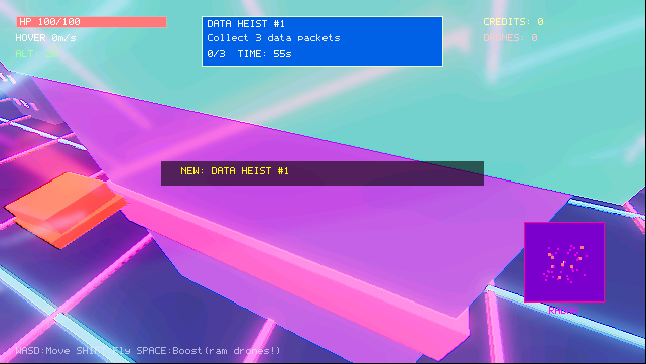 HP 100/100
HOVER 0m/s
ALT:
DATA HEIST #1
Collect 3 data packets
0/3 TIME: 55s
CREDITS: 0
DRONES: 0
NEW: DATA HEIST #1
WASD:Move SPACE:Boost(ram drones!)